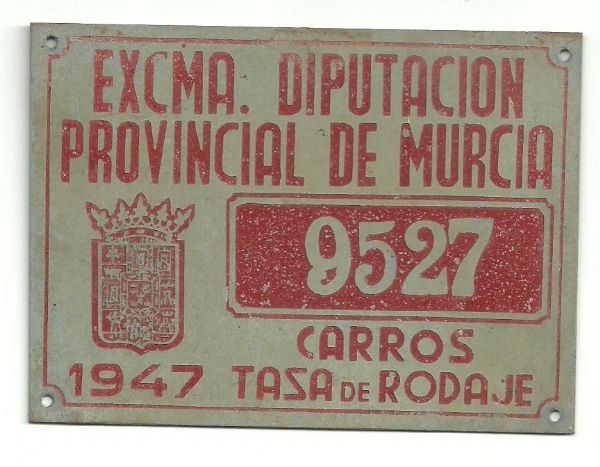 EXCMA. DIPUTACION
PROVINCIAL DE MURCIA
9527
CARROS
1947 TASA DE RODAJE